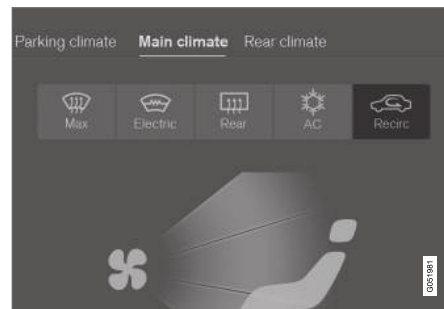 Parking climate Main climate Rear climate
Max Electric Rear AC Recirc
G051981